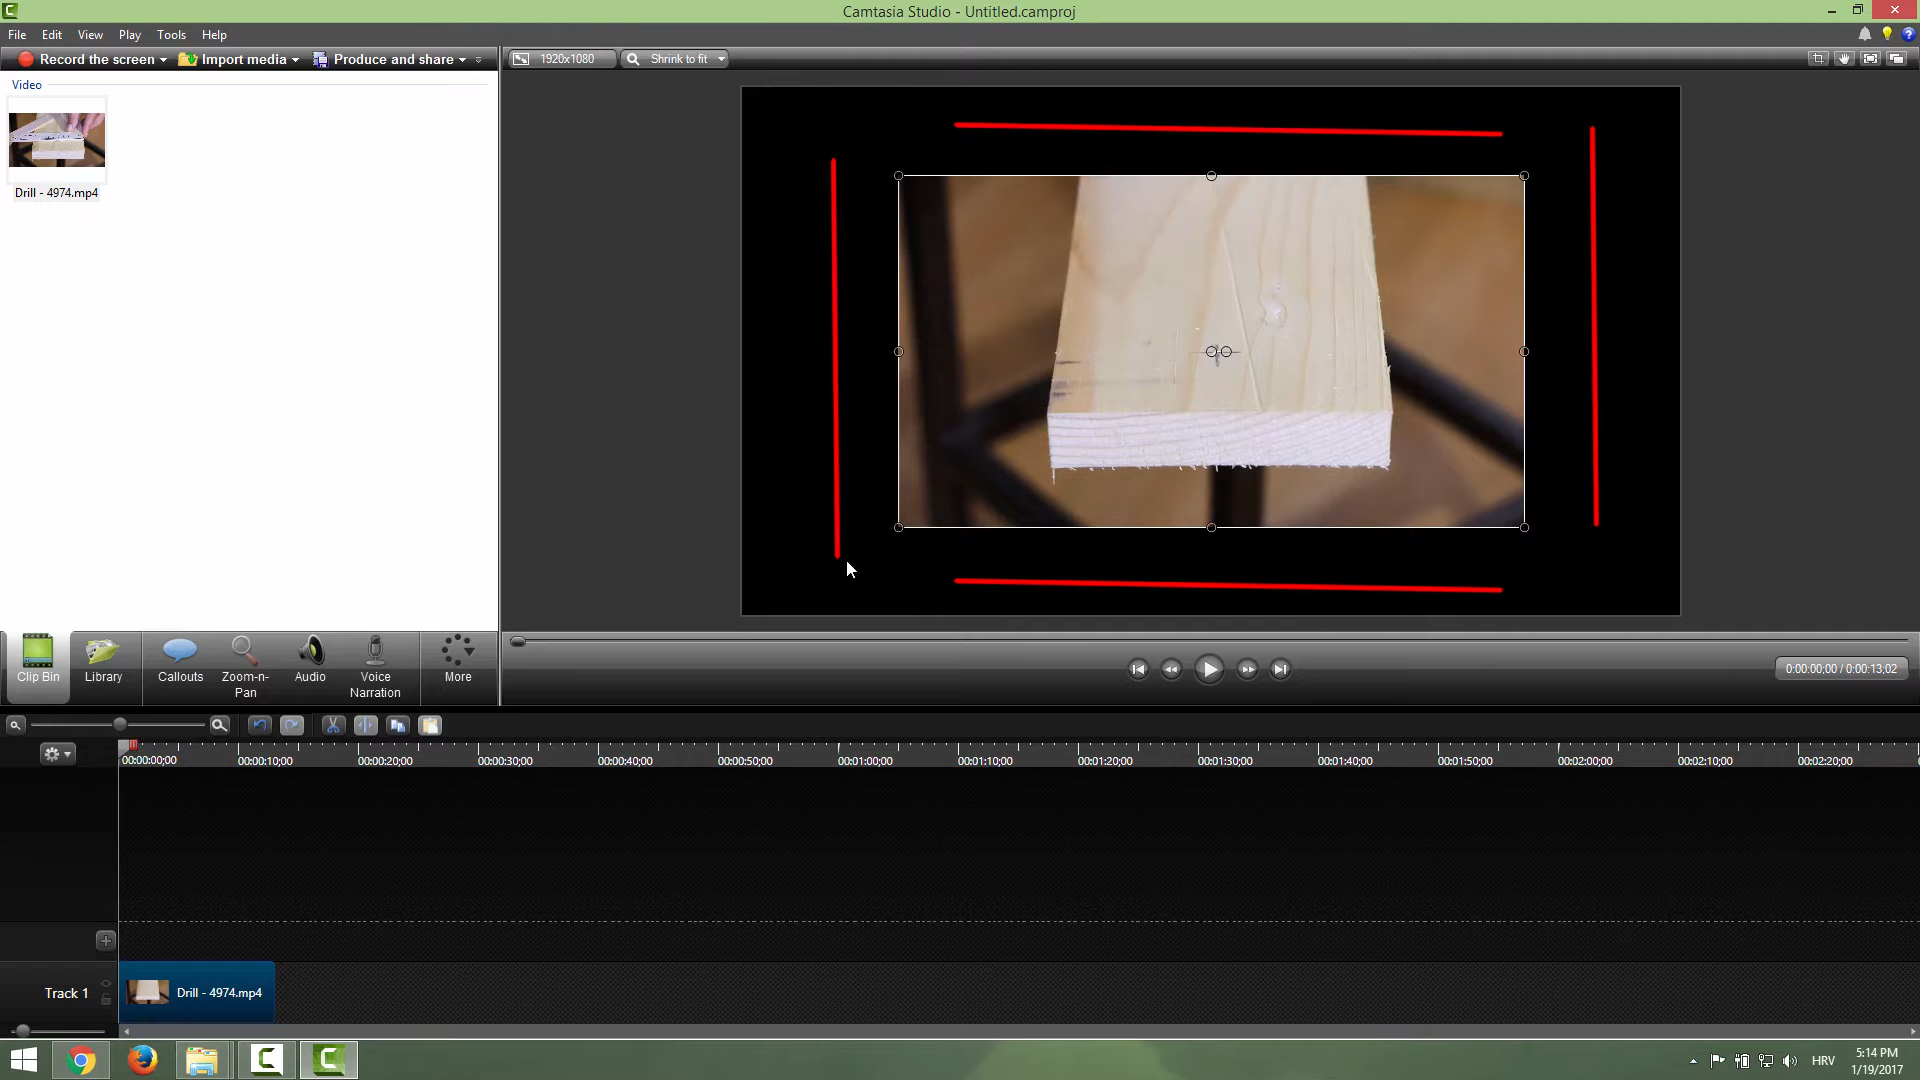 Camtasia Studio - Untitled.camproj
File Edit View Play Tools Help
Record the screen Import media Produce and share 1920x1080 Shrink to fit
Video
Drill - 4974.mp4
Clip Bin Library Callouts Zoom-n-Pan Audio Voice Narration More
0:00:00;00 / 0:00:13;02
00:00:00;00 00:00:10;00 00:00:20;00 00:00:30;00 00:00:40;00 00:00:50;00 00:01:00;00 00:01:10;00 00:01:20;00 00:01:30;00 00:01:40;00 00:01:50;00 00:02:00;00 00:02:10;00 00:02:20;00
Track 1 Drill - 4974.mp4
HRV 5:14 PM
1/19/2017